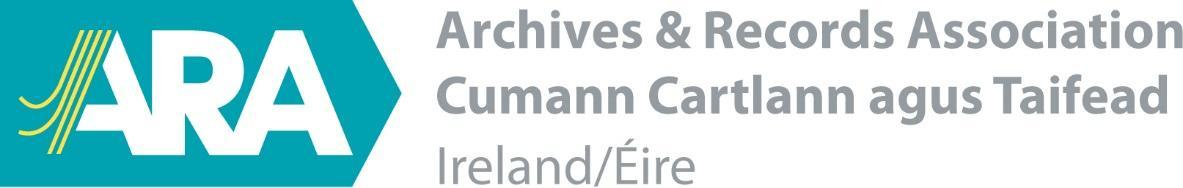 ARA
Archives & Records Association
Cumann Cartlann agus Taifead
Ireland/Éire